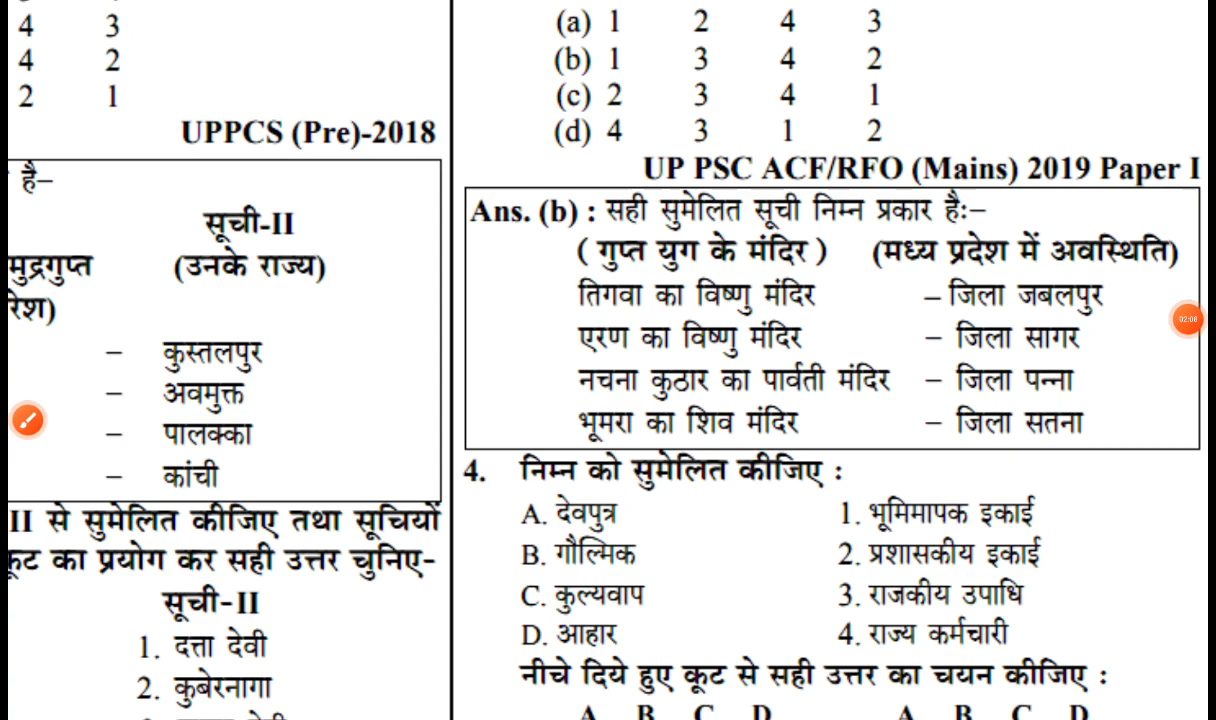 4 3
4 2
2 1
UPPCS (Pre)-2018
है–
सूची-II
मुद्रगुप्त (उनके राज्य)
रेश)
– कुस्तलपुर
– अवमुक्त
– पालक्का
– कांची
II से सुमेलित कीजिए तथा सूचियों
कूट का प्रयोग कर सही उत्तर चुनिए-
सूची-II
1. दत्ता देवी
2. कुबेरनागा
(a) 1 2 4 3
(b) 1 3 4 2
(c) 2 3 4 1
(d) 4 3 1 2
UP PSC ACF/RFO (Mains) 2019 Paper I
Ans. (b) : सही सुमेलित सूची निम्न प्रकार हैः–
( गुप्त युग के मंदिर ) (मध्य प्रदेश में अवस्थिति)
तिगवा का विष्णु मंदिर – जिला जबलपुर
एरण का विष्णु मंदिर – जिला सागर
नचना कुठार का पार्वती मंदिर – जिला पन्ना
भूमरा का शिव मंदिर – जिला सतना
4. निम्न को सुमेलित कीजिए :
A. देवपुत्र 1. भूमिमापक इकाई
B. गौल्मिक 2. प्रशासकीय इकाई
C. कुल्यवाप 3. राजकीय उपाधि
D. आहार 4. राज्य कर्मचारी
नीचे दिये हुए कूट से सही उत्तर का चयन कीजिए :
A B C D A B C D
02:08